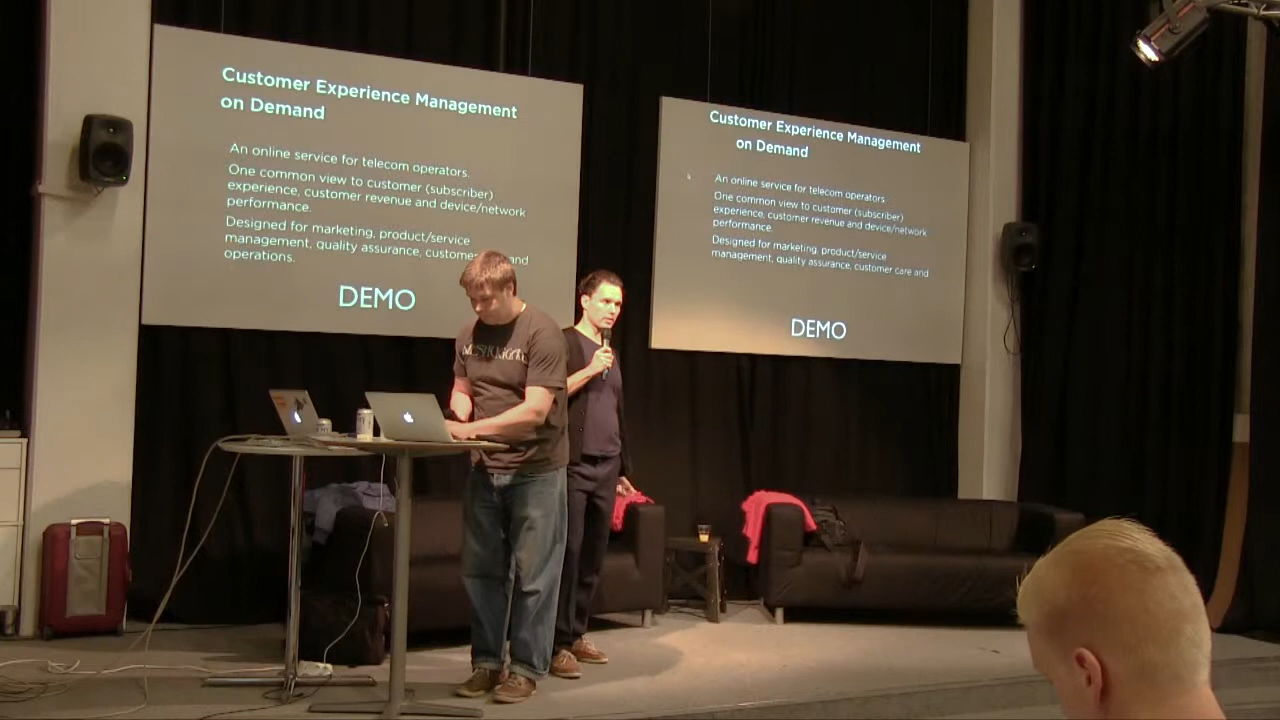 Customer Experience Management
on Demand
An online service for telecom operators.
One common view to customer (subscriber)
experience, customer revenue and device/network
performance.
Designed for marketing, product/service
management, quality assurance, custome and
operations.
DEMO
Customer Experience Management
on Demand
An online service for telecom operators.
One common view to customer (subscriber)
experience, customer revenue and device/network
performance.
Designed for marketing, product/service
management, quality assurance, customer care and
DEMO